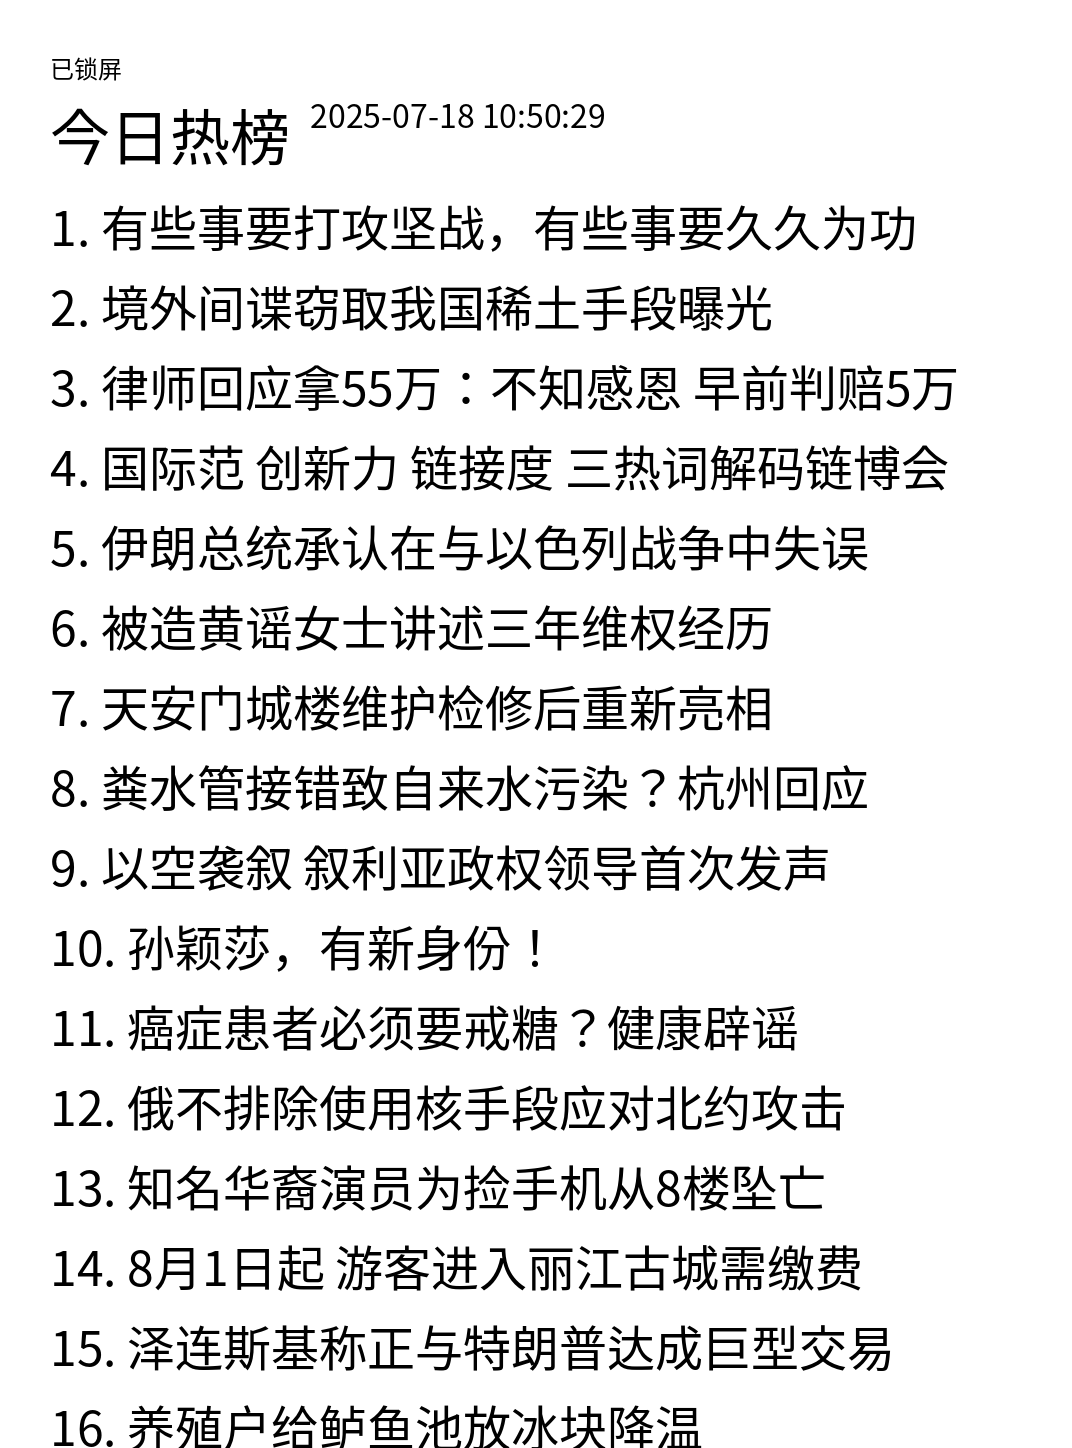 已锁屏
今日热榜 2025-07-18 10:50:29
1. 有些事要打攻坚战，有些事要久久为功
2. 境外间谍窃取我国稀土手段曝光
3. 律师回应拿55万：不知感恩 早前判赔5万
4. 国际范 创新力 链接度 三热词解码链博会
5. 伊朗总统承认在与以色列战争中失误
6. 被造黄谣女士讲述三年维权经历
7. 天安门城楼维护检修后重新亮相
8. 粪水管接错致自来水污染？杭州回应
9. 以空袭叙 叙利亚政权领导首次发声
10. 孙颖莎，有新身份！
11. 癌症患者必须要戒糖？健康辟谣
12. 俄不排除使用核手段应对北约攻击
13. 知名华裔演员为捡手机从8楼坠亡
14. 8月1日起 游客进入丽江古城需缴费
15. 泽连斯基称正与特朗普达成巨型交易
16. 养殖户给鲈鱼池放冰块降温